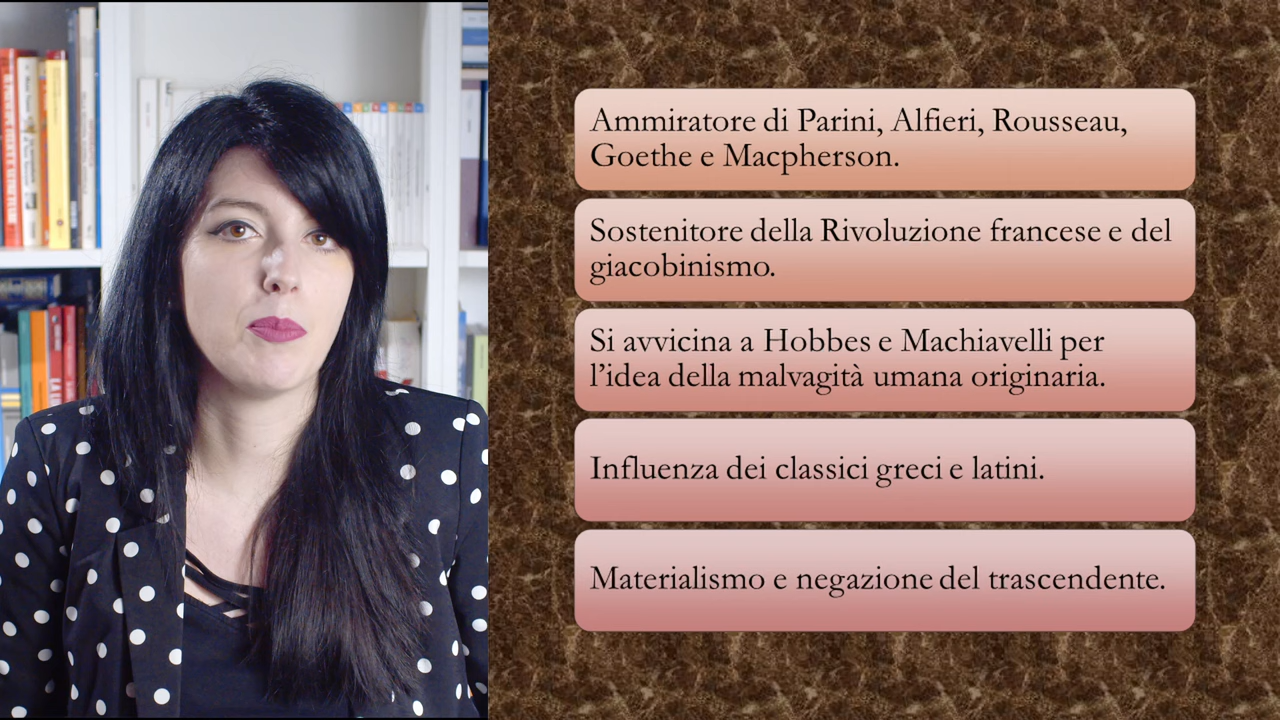 Ammiratore di Parini, Alfieri, Rousseau,
Goethe e Macpherson.
Sostenitore della Rivoluzione francese e del
giacobinismo.
Si avvicina a Hobbes e Machiavelli per
l’idea della malvagità umana originaria.
Influenza dei classici greci e latini.
Materialismo e negazione del trascendente.